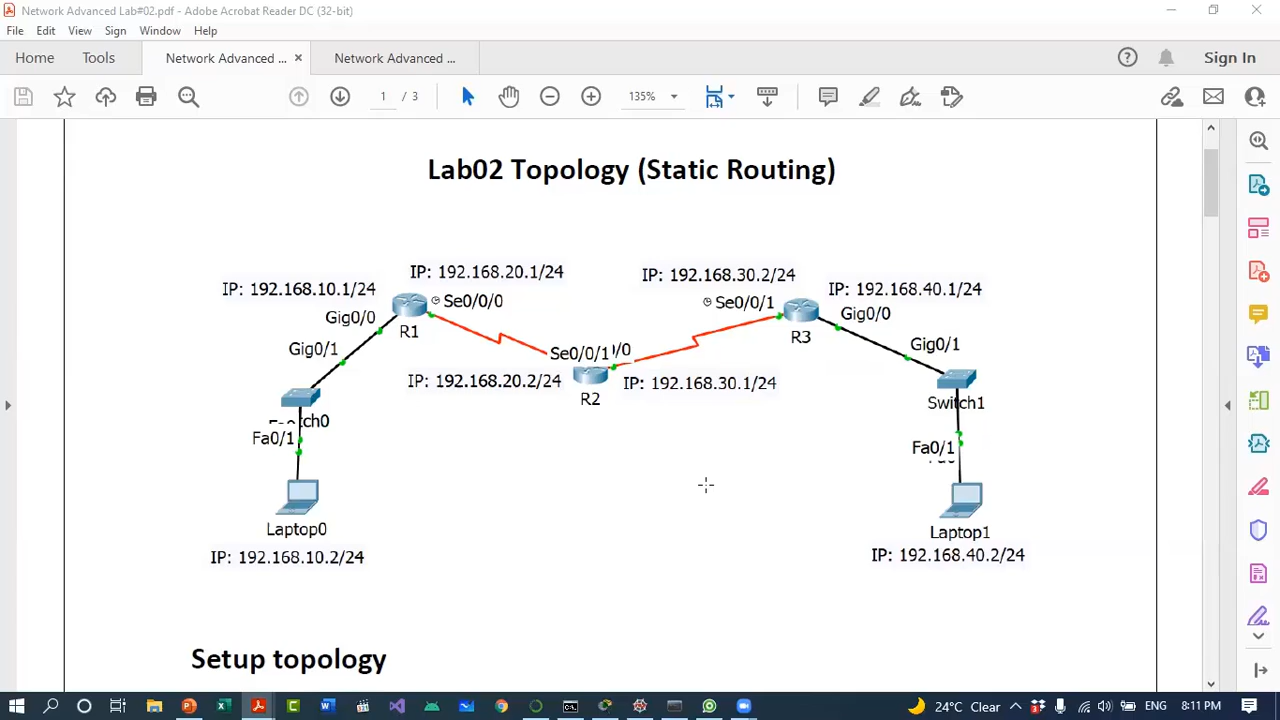 Network Advanced Lab#02.pdf - Adobe Acrobat Reader DC (32-bit)
File Edit View Sign Window Help
Home Tools Network Advanced ... × Network Advanced ... Sign In
1 / 3 135%
Lab02 Topology (Static Routing)
IP: 192.168.20.1/24 IP: 192.168.30.2/24
IP: 192.168.10.1/24 IP: 192.168.40.1/24
Se0/0/0 Se0/0/1
Gig0/0 R1 R3 Gig0/0
Gig0/1 Se0/0/1 /0 Gig0/1
IP: 192.168.20.2/24 IP: 192.168.30.1/24
R2 Switch1
tch0
Fa0/1 Fa0/1
Laptop0 Laptop1
IP: 192.168.10.2/24 IP: 192.168.40.2/24
Setup topology
24°C Clear ENG 8:11 PM